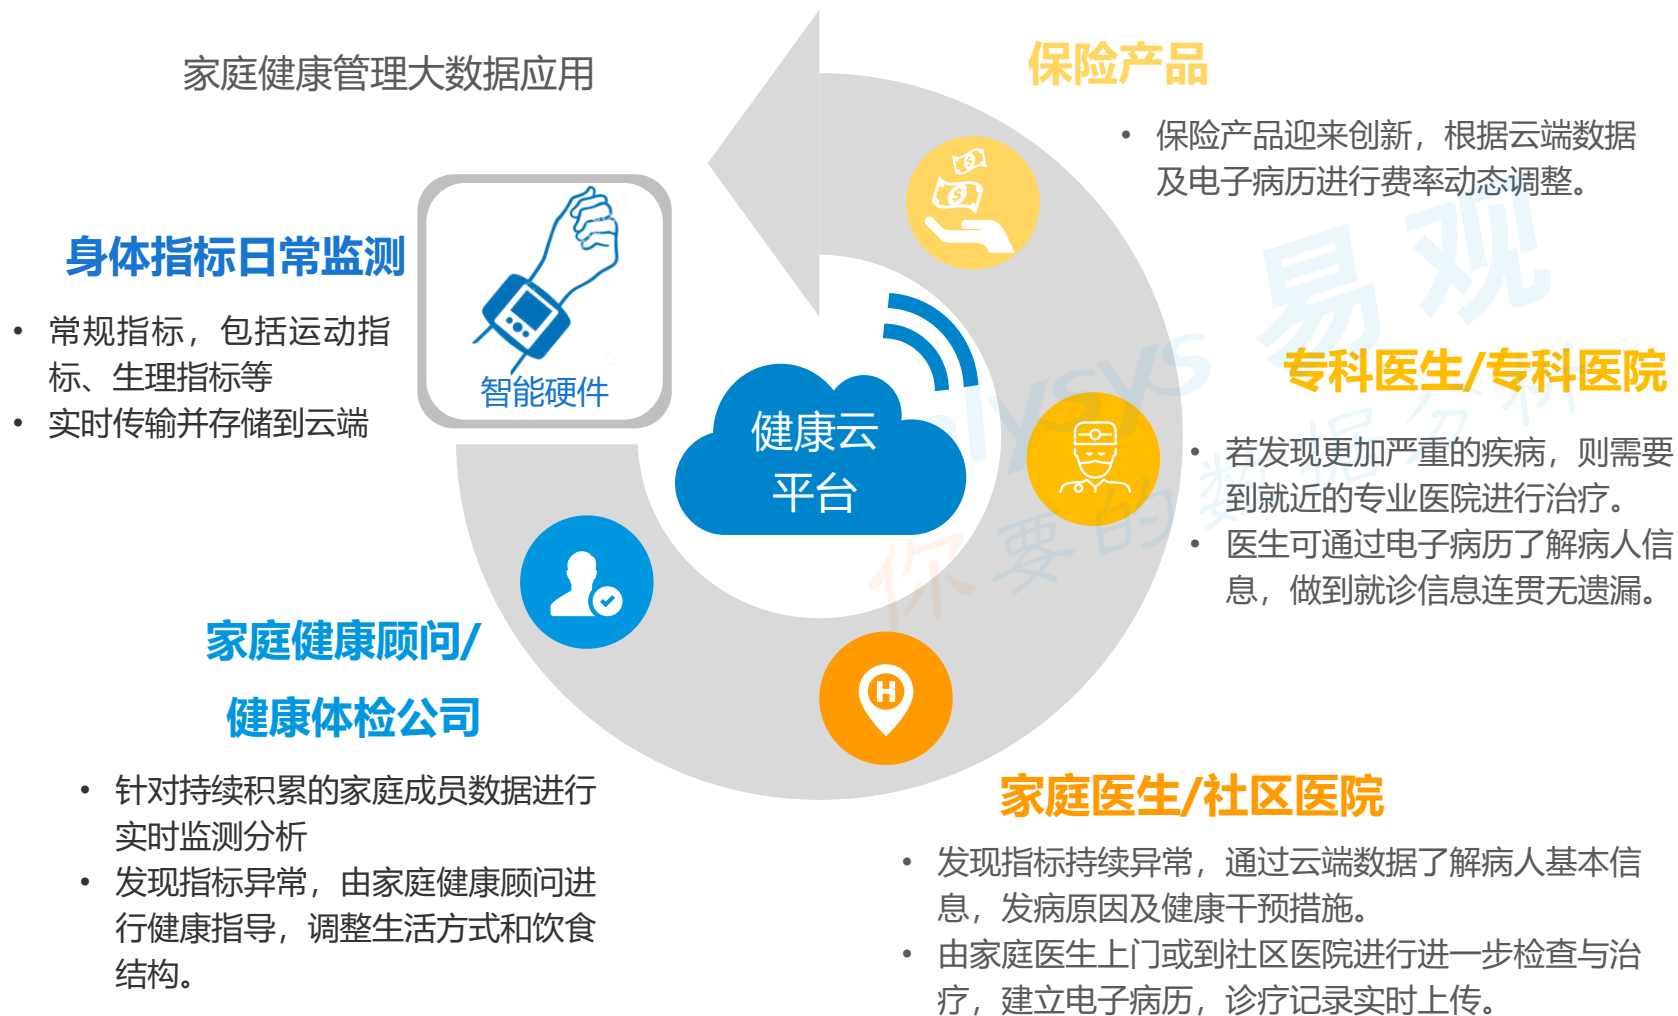 家庭健康管理大数据应用
保险产品
• 保险产品迎来创新，根据云端数据
及电子病历进行费率动态调整。
身体指标日常监测
• 常规指标，包括运动指
标、生理指标等
• 实时传输并存储到云端
智能硬件
健康云
平台
专科医生/专科医院
• 若发现更加严重的疾病，则需要
到就近的专业医院进行治疗。
• 医生可通过电子病历了解病人信
息，做到就诊信息连贯无遗漏。
家庭健康顾问/
健康体检公司
• 针对持续积累的家庭成员数据进行
实时监测分析
• 发现指标异常，由家庭健康顾问进
行健康指导，调整生活方式和饮食
结构。
家庭医生/社区医院
• 发现指标持续异常，通过云端数据了解病人基本信
息，发病原因及健康干预措施。
• 由家庭医生上门或到社区医院进行进一步检查与治
疗，建立电子病历，诊疗记录实时上传。
H
alysys 易观
你要的数据分析